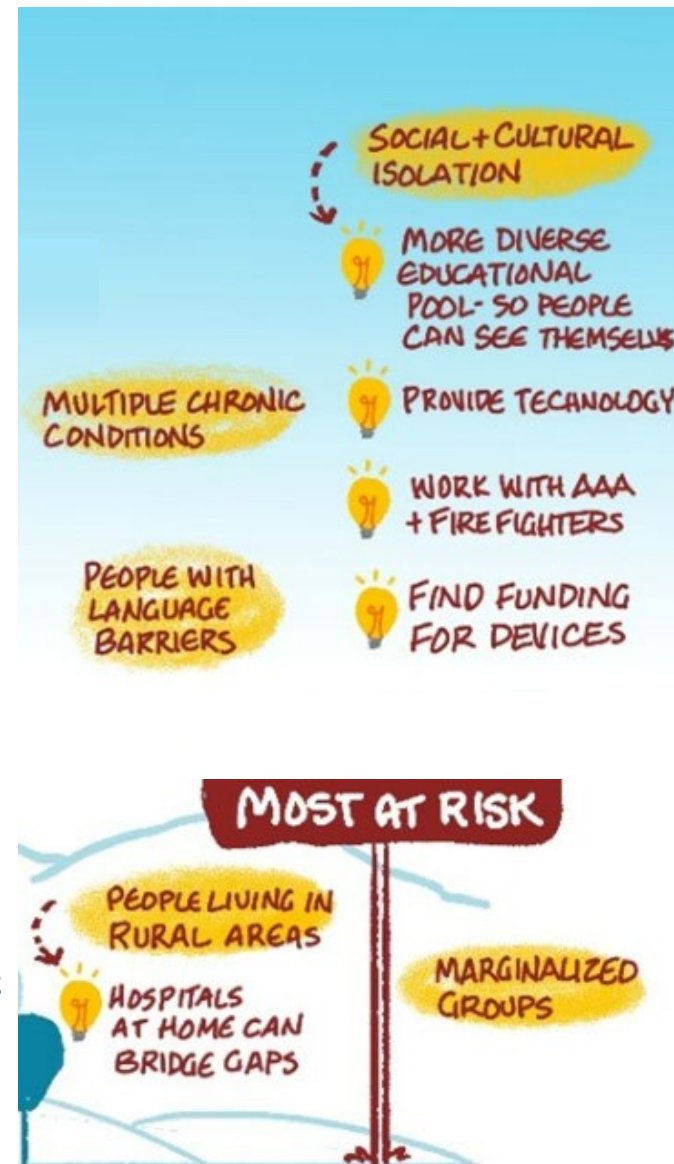 SOCIAL + CULTURAL
ISOLATION
MORE DIVERSE
EDUCATIONAL
POOL - SO PEOPLE
CAN SEE THEMSELVES
PROVIDE TECHNOLOGY
WORK WITH AAA
+ FIREFIGHTERS
FIND FUNDING
FOR DEVICES
MULTIPLE CHRONIC
CONDITIONS
PEOPLE WITH
LANGUAGE
BARRIERS
MOST AT RISK
PEOPLE LIVING IN
RURAL AREAS
HOSPITALS
AT HOME CAN
BRIDGE GAPS
MARGINALIZED
GROUPS